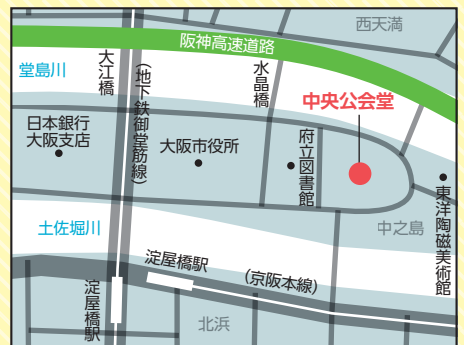 西天満
阪神高速道路
堂島川
大江橋
(地下鉄御堂筋線)
水晶橋
中央公会堂
日本銀行
大阪支店
大阪市役所
府立図書館
東洋陶磁美術館
中之島
土佐堀川
淀屋橋駅
(京阪本線)
淀屋橋駅
北浜